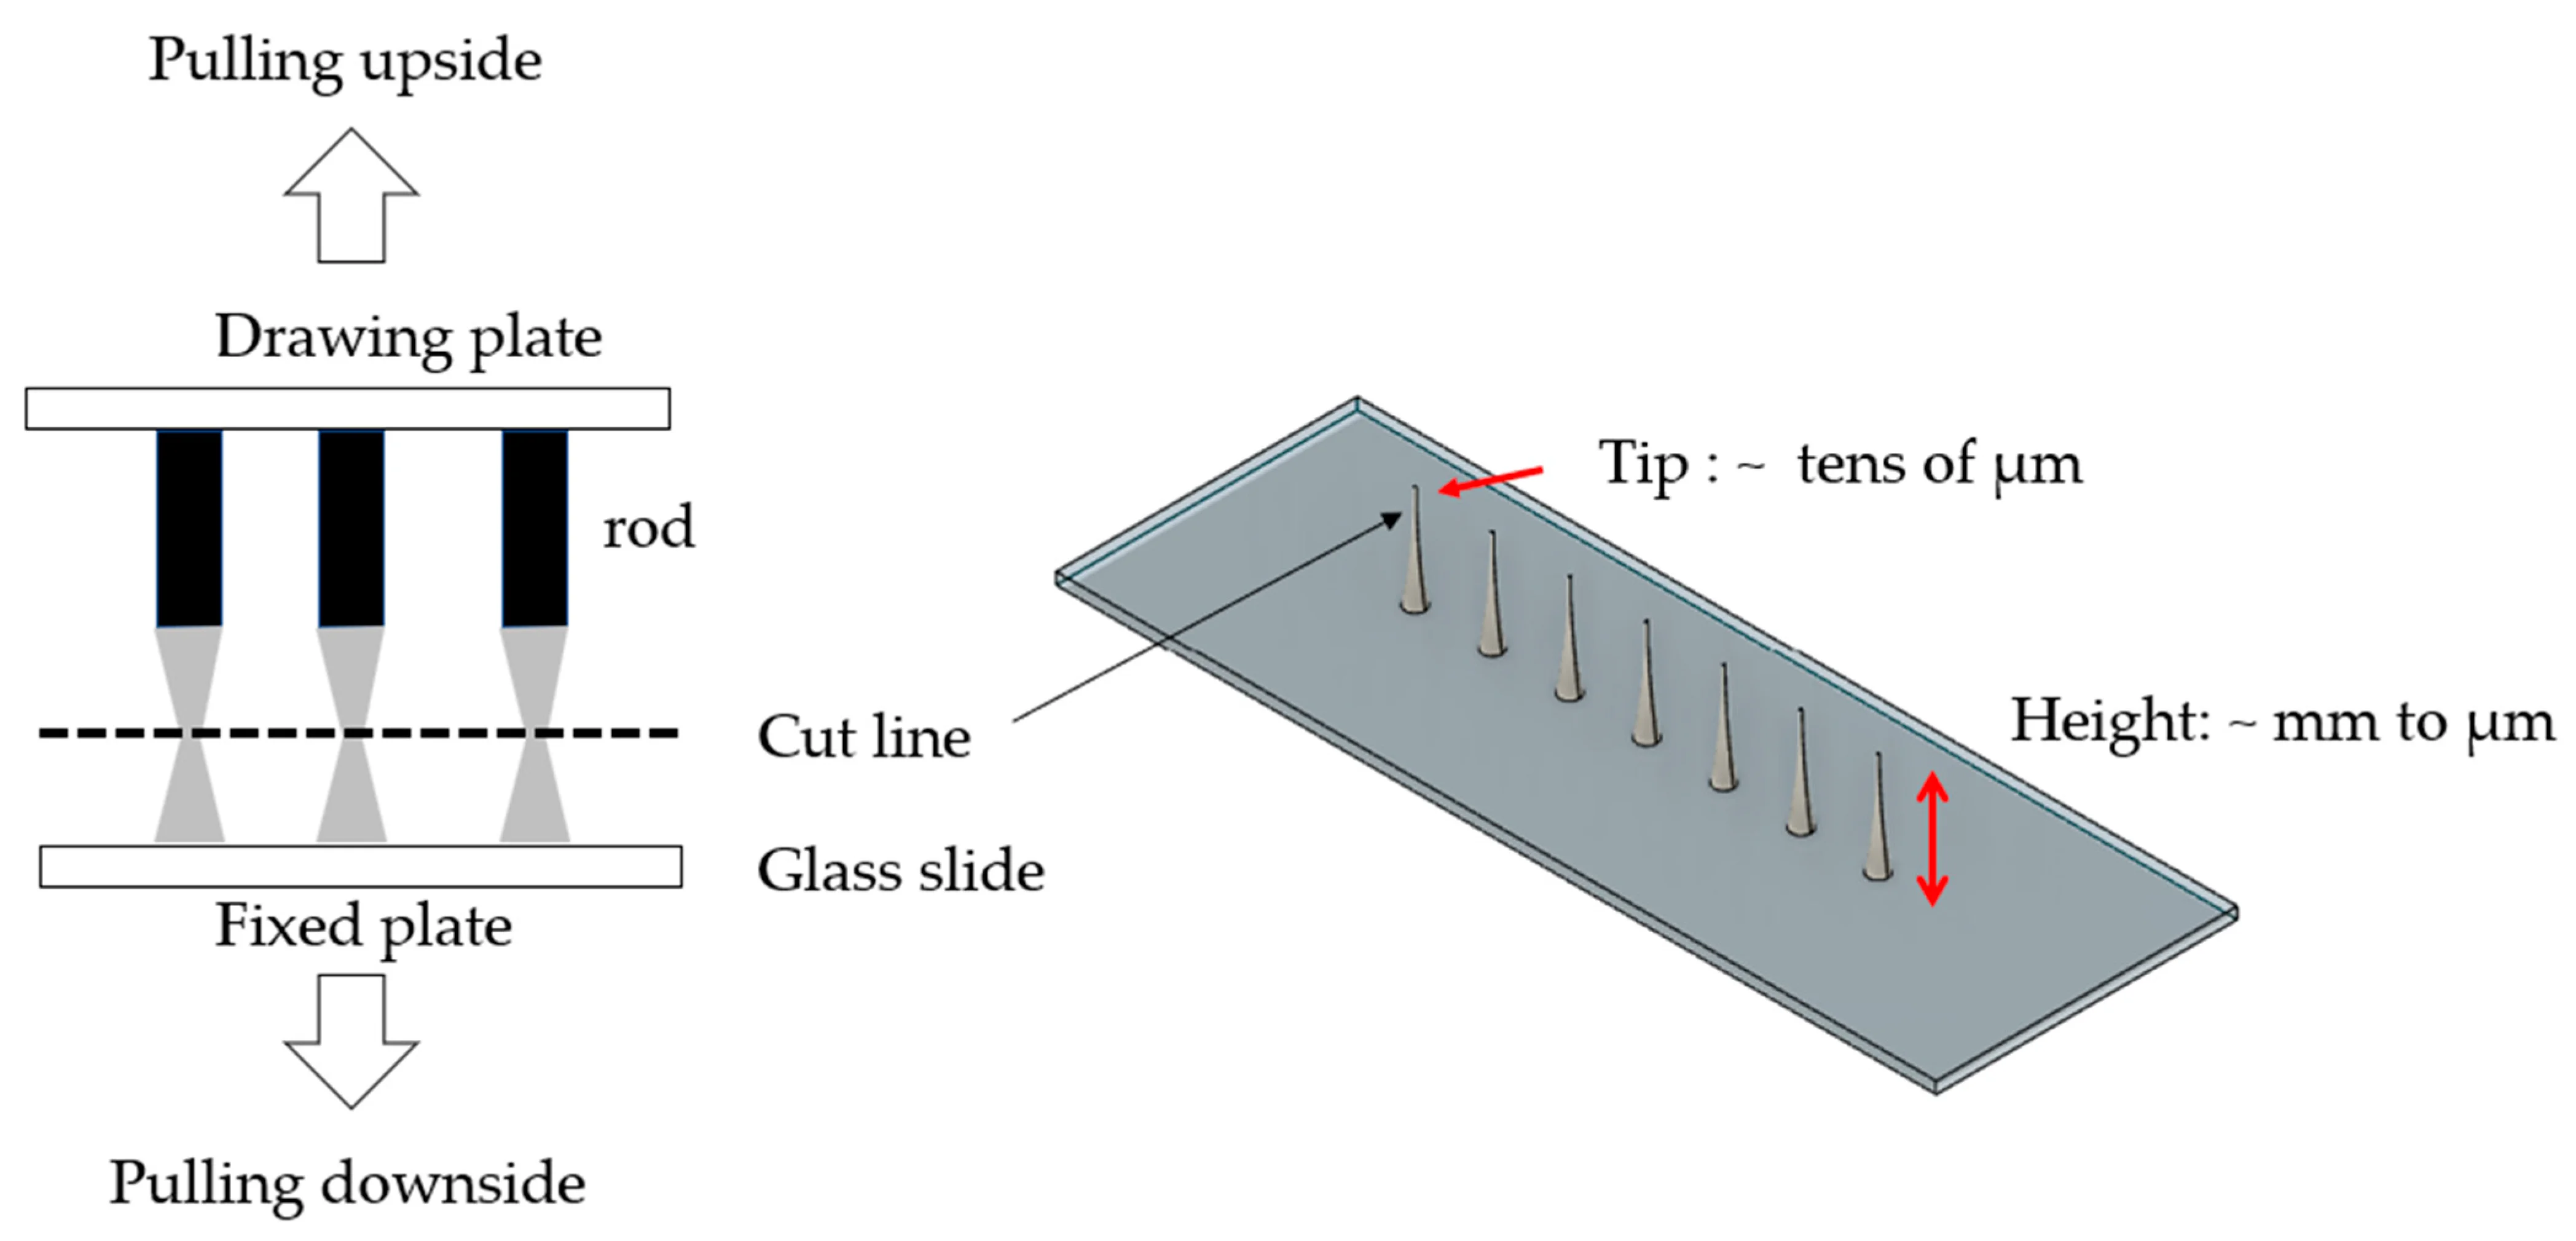 Pulling upside
Drawing plate
rod
Cut line
Glass slide
Fixed plate
Pulling downside
Tip : ~ tens of μm
Height: ~ mm to μm